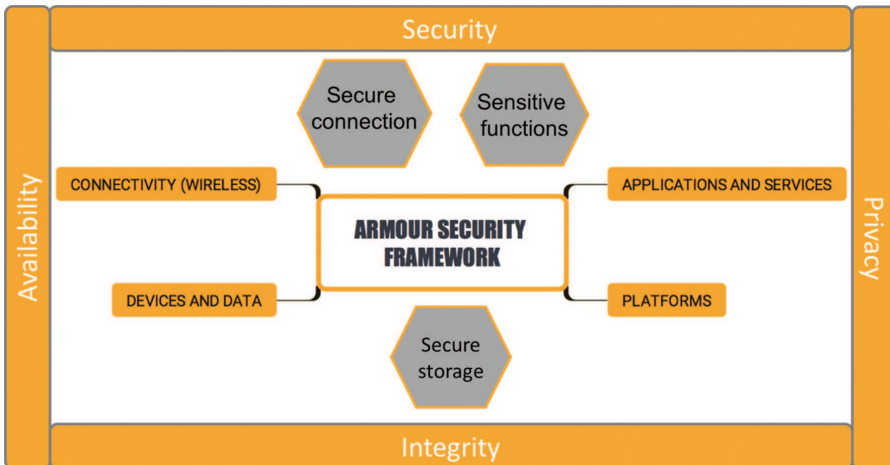 Security
Secure
connection
Sensitive
functions
CONNECTIVITY (WIRELESS)
APPLICATIONS AND SERVICES
Availability
ARMOUR SECURITY
FRAMEWORK
Privacy
DEVICES AND DATA
PLATFORMS
Secure
storage
Integrity